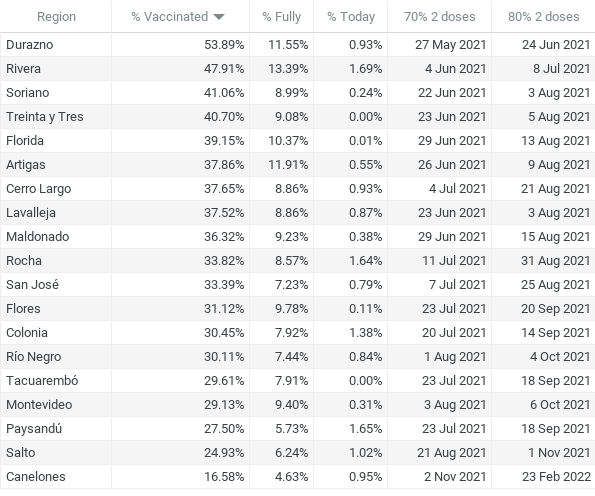 Region % Vaccinated % Fully % Today 70% 2 doses 80% 2 doses
Durazno 53.89% 11.55% 0.93% 27 May 2021 24 Jun 2021
Rivera 47.91% 13.39% 1.69% 4 Jun 2021 8 Jul 2021
Soriano 41.06% 8.99% 0.24% 22 Jun 2021 3 Aug 2021
Treinta y Tres 40.70% 9.08% 0.00% 23 Jun 2021 5 Aug 2021
Florida 39.15% 10.37% 0.01% 29 Jun 2021 13 Aug 2021
Artigas 37.86% 11.91% 0.55% 26 Jun 2021 9 Aug 2021
Cerro Largo 37.65% 8.86% 0.93% 4 Jul 2021 21 Aug 2021
Lavalleja 37.52% 8.86% 0.87% 23 Jun 2021 3 Aug 2021
Maldonado 36.32% 9.23% 0.38% 29 Jun 2021 15 Aug 2021
Rocha 33.82% 8.57% 1.64% 11 Jul 2021 31 Aug 2021
San José 33.39% 7.23% 0.79% 7 Jul 2021 25 Aug 2021
Flores 31.12% 9.78% 0.11% 23 Jul 2021 20 Sep 2021
Colonia 30.45% 7.92% 1.38% 20 Jul 2021 14 Sep 2021
Río Negro 30.11% 7.44% 0.84% 1 Aug 2021 4 Oct 2021
Tacuarembó 29.61% 7.91% 0.00% 23 Jul 2021 18 Sep 2021
Montevideo 29.13% 9.40% 0.31% 3 Aug 2021 6 Oct 2021
Paysandú 27.50% 5.73% 1.65% 23 Jul 2021 18 Sep 2021
Salto 24.93% 6.24% 1.02% 21 Aug 2021 1 Nov 2021
Canelones 16.58% 4.63% 0.95% 2 Nov 2021 23 Feb 2022